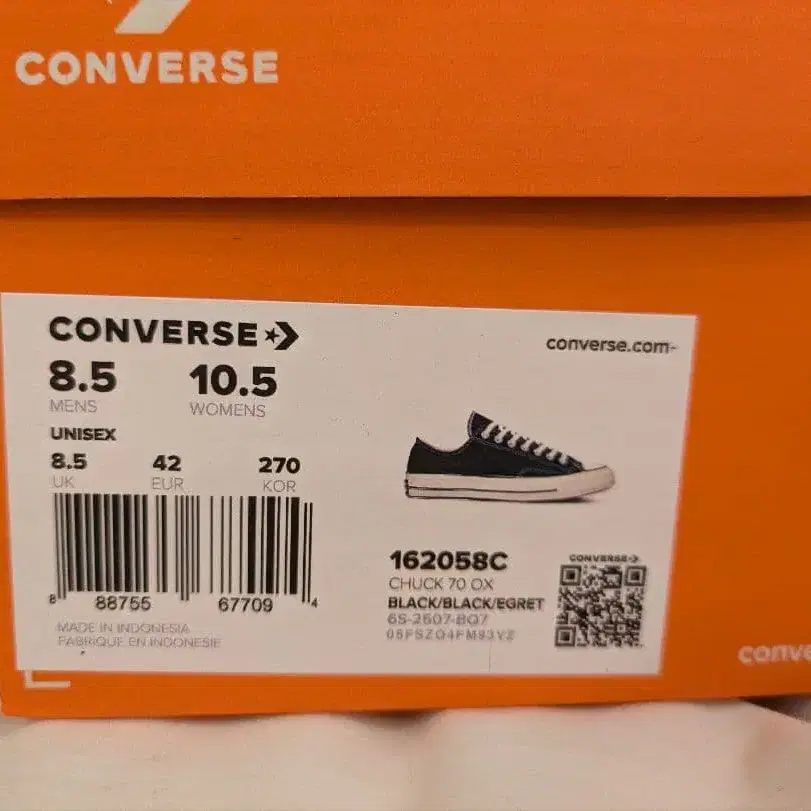 CONVERSE
CONVERSE
converse.com
8.5 10.5
MENS WOMENS
UNISEX
8.5 42 270
UK EUR KOR
8 88755 67709 4
MADE IN INDONESIA
FABRIQUE EN INDONESIE
162058C
CHUCK 70 OX
BLACK/BLACK/EGRET
CONVERSE
conve